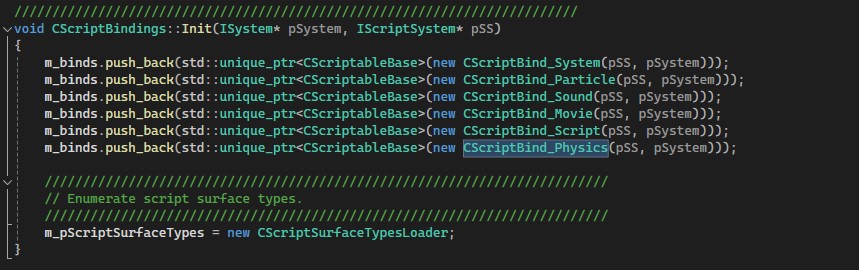 ///////////////////////////////////////////////////////////////////////////
void CScriptBindings::Init(ISystem* pSystem, IScriptSystem* pSS)
{
m_binds.push_back(std::unique_ptr<CScriptableBase>(new CScriptBind_System(pSS, pSystem)));
m_binds.push_back(std::unique_ptr<CScriptableBase>(new CScriptBind_Particle(pSS, pSystem)));
m_binds.push_back(std::unique_ptr<CScriptableBase>(new CScriptBind_Sound(pSS, pSystem)));
m_binds.push_back(std::unique_ptr<CScriptableBase>(new CScriptBind_Movie(pSS, pSystem)));
m_binds.push_back(std::unique_ptr<CScriptableBase>(new CScriptBind_Script(pSS, pSystem)));
m_binds.push_back(std::unique_ptr<CScriptableBase>(new CScriptBind_Physics(pSS, pSystem)));
///////////////////////////////////////////////////////////////////////////
// Enumerate script surface types.
///////////////////////////////////////////////////////////////////////////
m_pScriptSurfaceTypes = new CScriptSurfaceTypesLoader;
}